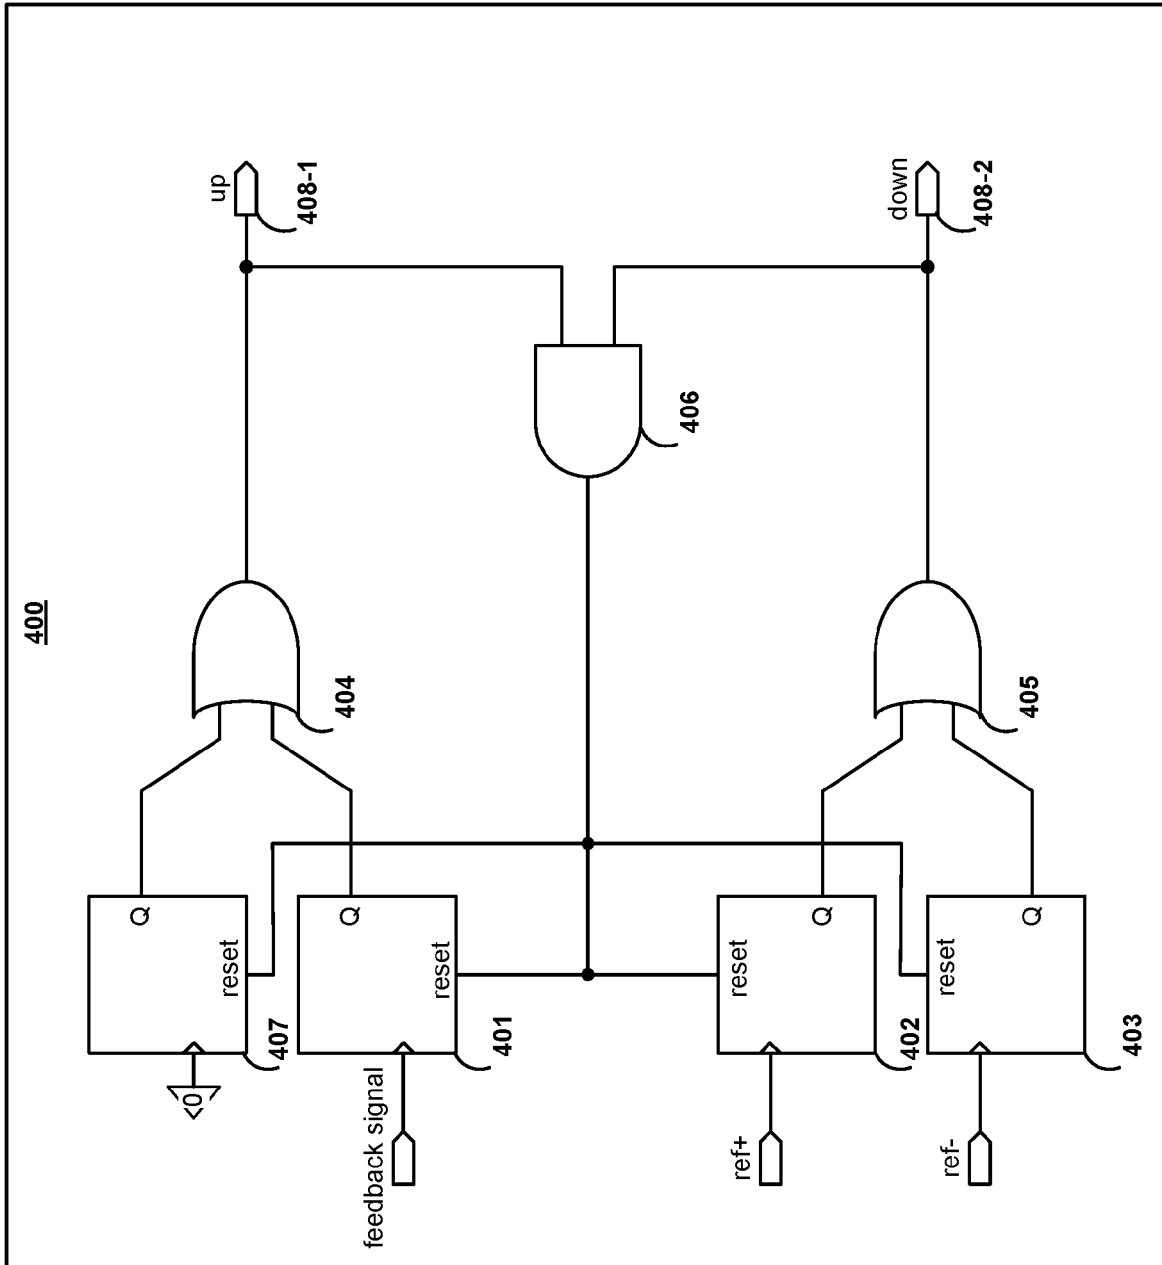 400
up
408-1
down
408-2
406
404
405
Q
reset
407
0
Q
reset
401
feedback signal
reset
Q
402
ref+
Q
reset
403
ref-